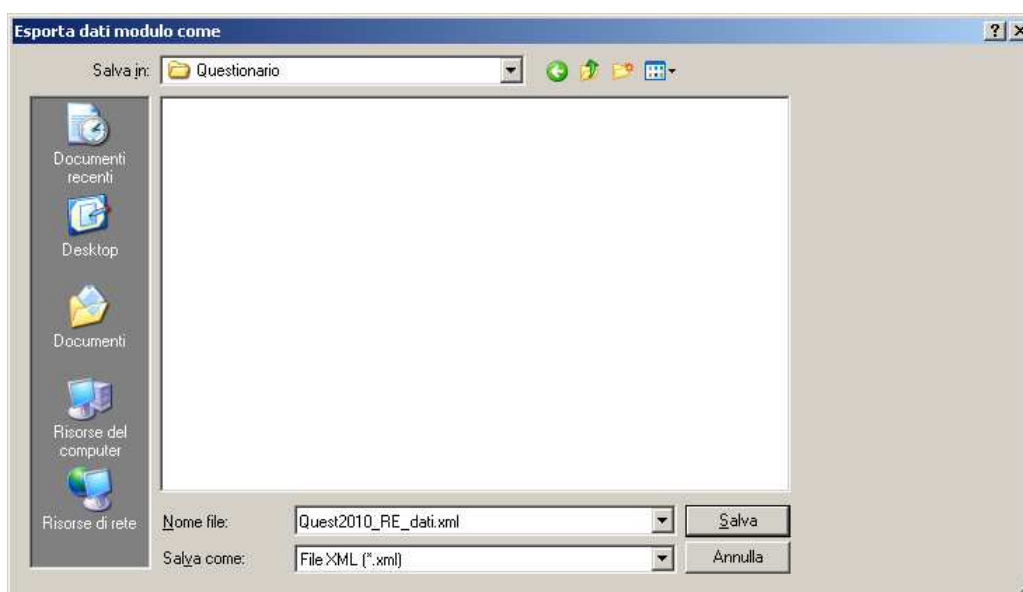 Esporta dati modulo come
Salva in: Questionario
Documenti
recenti
Desktop
Documenti
Risorse del
computer
Risorse di rete
Nome file: Quest2010_RE_dati.xml Salva
Salva come: File XML (*.xml) Annulla